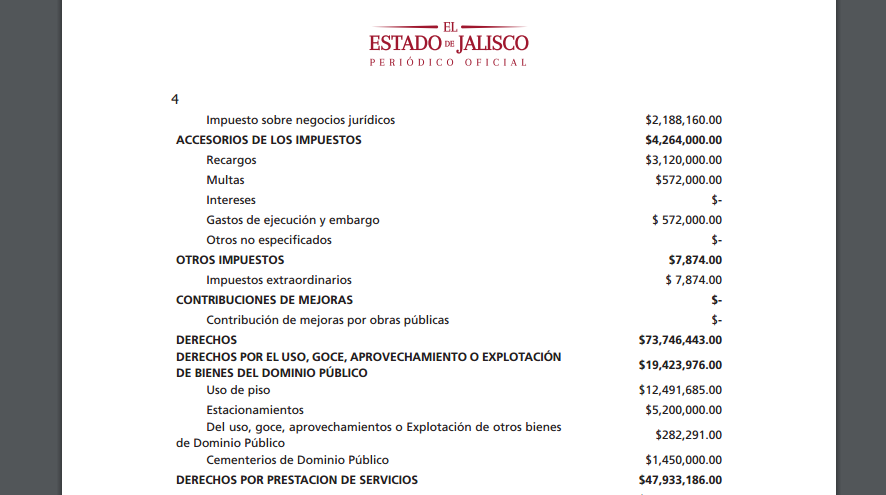 EL
ESTADO DE JALISCO
PERIÓDICO OFICIAL
4
Impuesto sobre negocios jurídicos $2,188,160.00
ACCESORIOS DE LOS IMPUESTOS $4,264,000.00
Recargos $3,120,000.00
Multas $572,000.00
Intereses $-
Gastos de ejecución y embargo $ 572,000.00
Otros no especificados $-
OTROS IMPUESTOS $7,874.00
Impuestos extraordinarios $ 7,874.00
CONTRIBUCIONES DE MEJORAS $-
Contribución de mejoras por obras públicas $-
DERECHOS $73,746,443.00
DERECHOS POR EL USO, GOCE, APROVECHAMIENTO O EXPLOTACIÓN
DE BIENES DEL DOMINIO PÚBLICO $19,423,976.00
Uso de piso $12,491,685.00
Estacionamientos $5,200,000.00
Del uso, goce, aprovechamientos o Explotación de otros bienes
de Dominio Público $282,291.00
Cementerios de Dominio Público $1,450,000.00
DERECHOS POR PRESTACION DE SERVICIOS $47,933,186.00